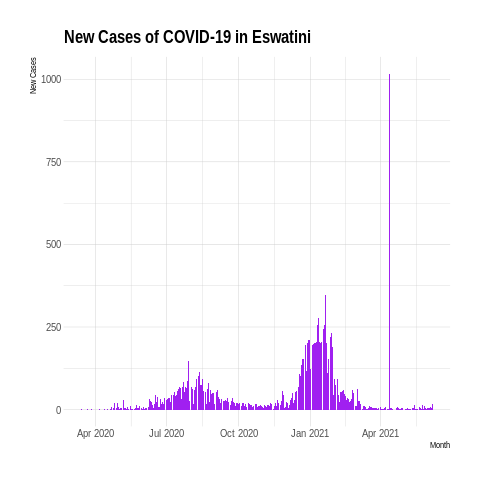 New Cases of COVID-19 in Eswatini
New Cases
1000
750
500
250
0
Apr 2020
Jul 2020
Oct 2020
Jan 2021
Apr 2021
Month